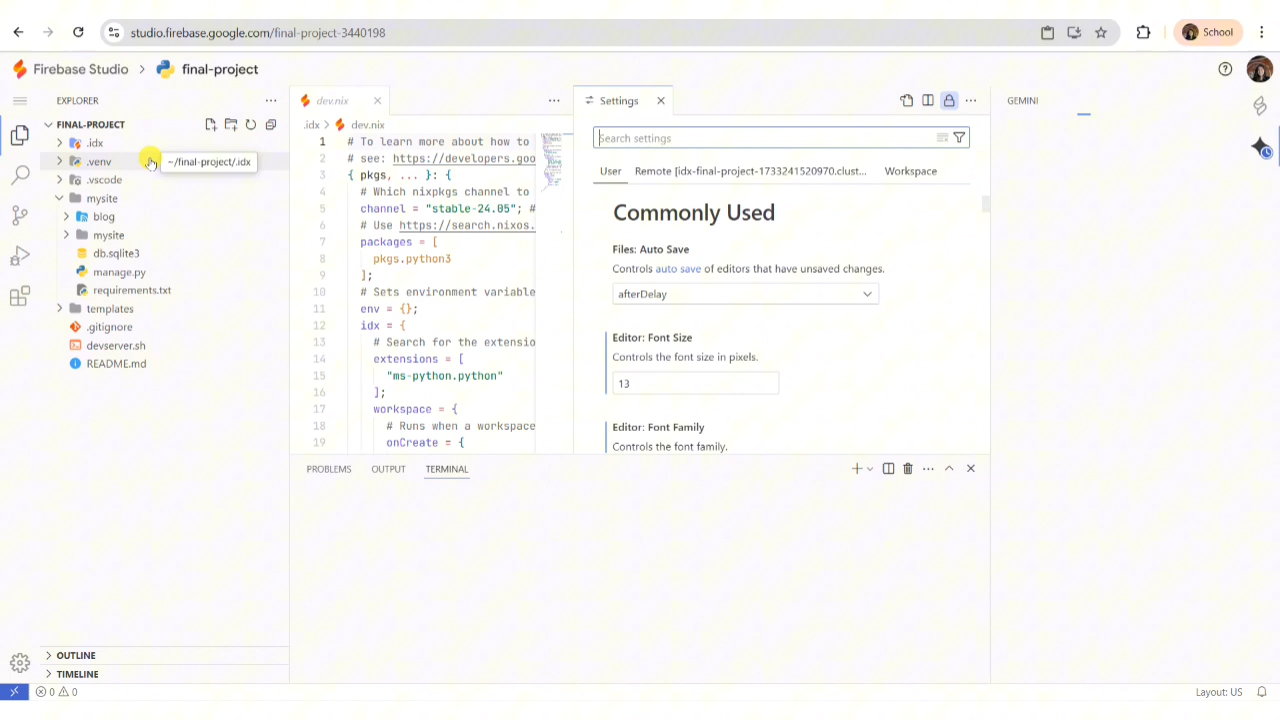 studio.firebase.google.com/final-project-3440198
School
Firebase Studio
final-project
EXPLORER
FINAL-PROJECT
.idx
.venv
~/final-project/.idx
.vscode
mysite
blog
mysite
db.sqlite3
manage.py
requirements.txt
templates
.gitignore
devserver.sh
README.md
OUTLINE
TIMELINE
dev.nix
.idx
dev.nix
1 # To learn more about how to
2 # see: https://developers.goo
3 { pkgs, ... }: {
4 # Which nixpkgs channel to
5 channel = "stable-24.05"; #
6 # Use https://search.nixos.
7 packages = [
8 pkgs.python3
9 ];
10 # Sets environment variable
11 env = {};
12 idx = {
13 # Search for the extensio
14 extensions = [
15 "ms-python.python"
16 ];
17 workspace = {
18 # Runs when a workspace
19 onCreate = {
Settings
Search settings
User
Remote [idx-final-project-1733241520970.clust...
Workspace
Commonly Used
Files: Auto Save
Controls auto save of editors that have unsaved changes.
afterDelay
Editor: Font Size
Controls the font size in pixels.
13
Editor: Font Family
Controls the font family.
GEMINI
PROBLEMS
OUTPUT
TERMINAL
0
0
Layout: US